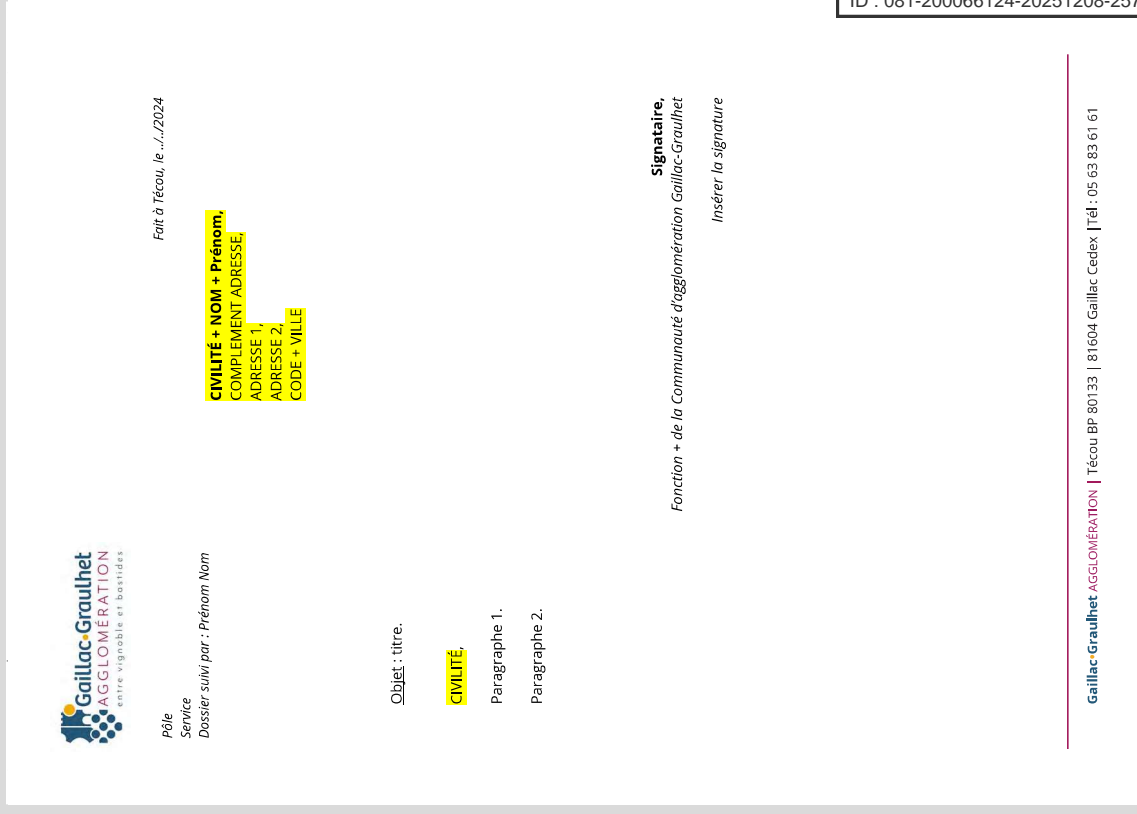 ID : 081-200066124-20251208-257
Gaillac•Graulhet
AGGLOMÉRATION
entre vignoble et bastides
Fait à Técou, le ../../2024
Pôle
Service
Dossier suivi par : Prénom Nom
CIVILITÉ + NOM + Prénom,
COMPLEMENT ADRESSE,
ADRESSE 1,
ADRESSE 2,
CODE + VILLE
Objet : titre.
CIVILITÉ,
Paragraphe 1.
Paragraphe 2.
Signataire,
Fonction + de la Communauté d'agglomération Gaillac-Graulhet
Insérer la signature
Gaillac•Graulhet AGGLOMÉRATION | Técou BP 80133 | 81604 Gaillac Cedex | Tél : 05 63 83 61 61